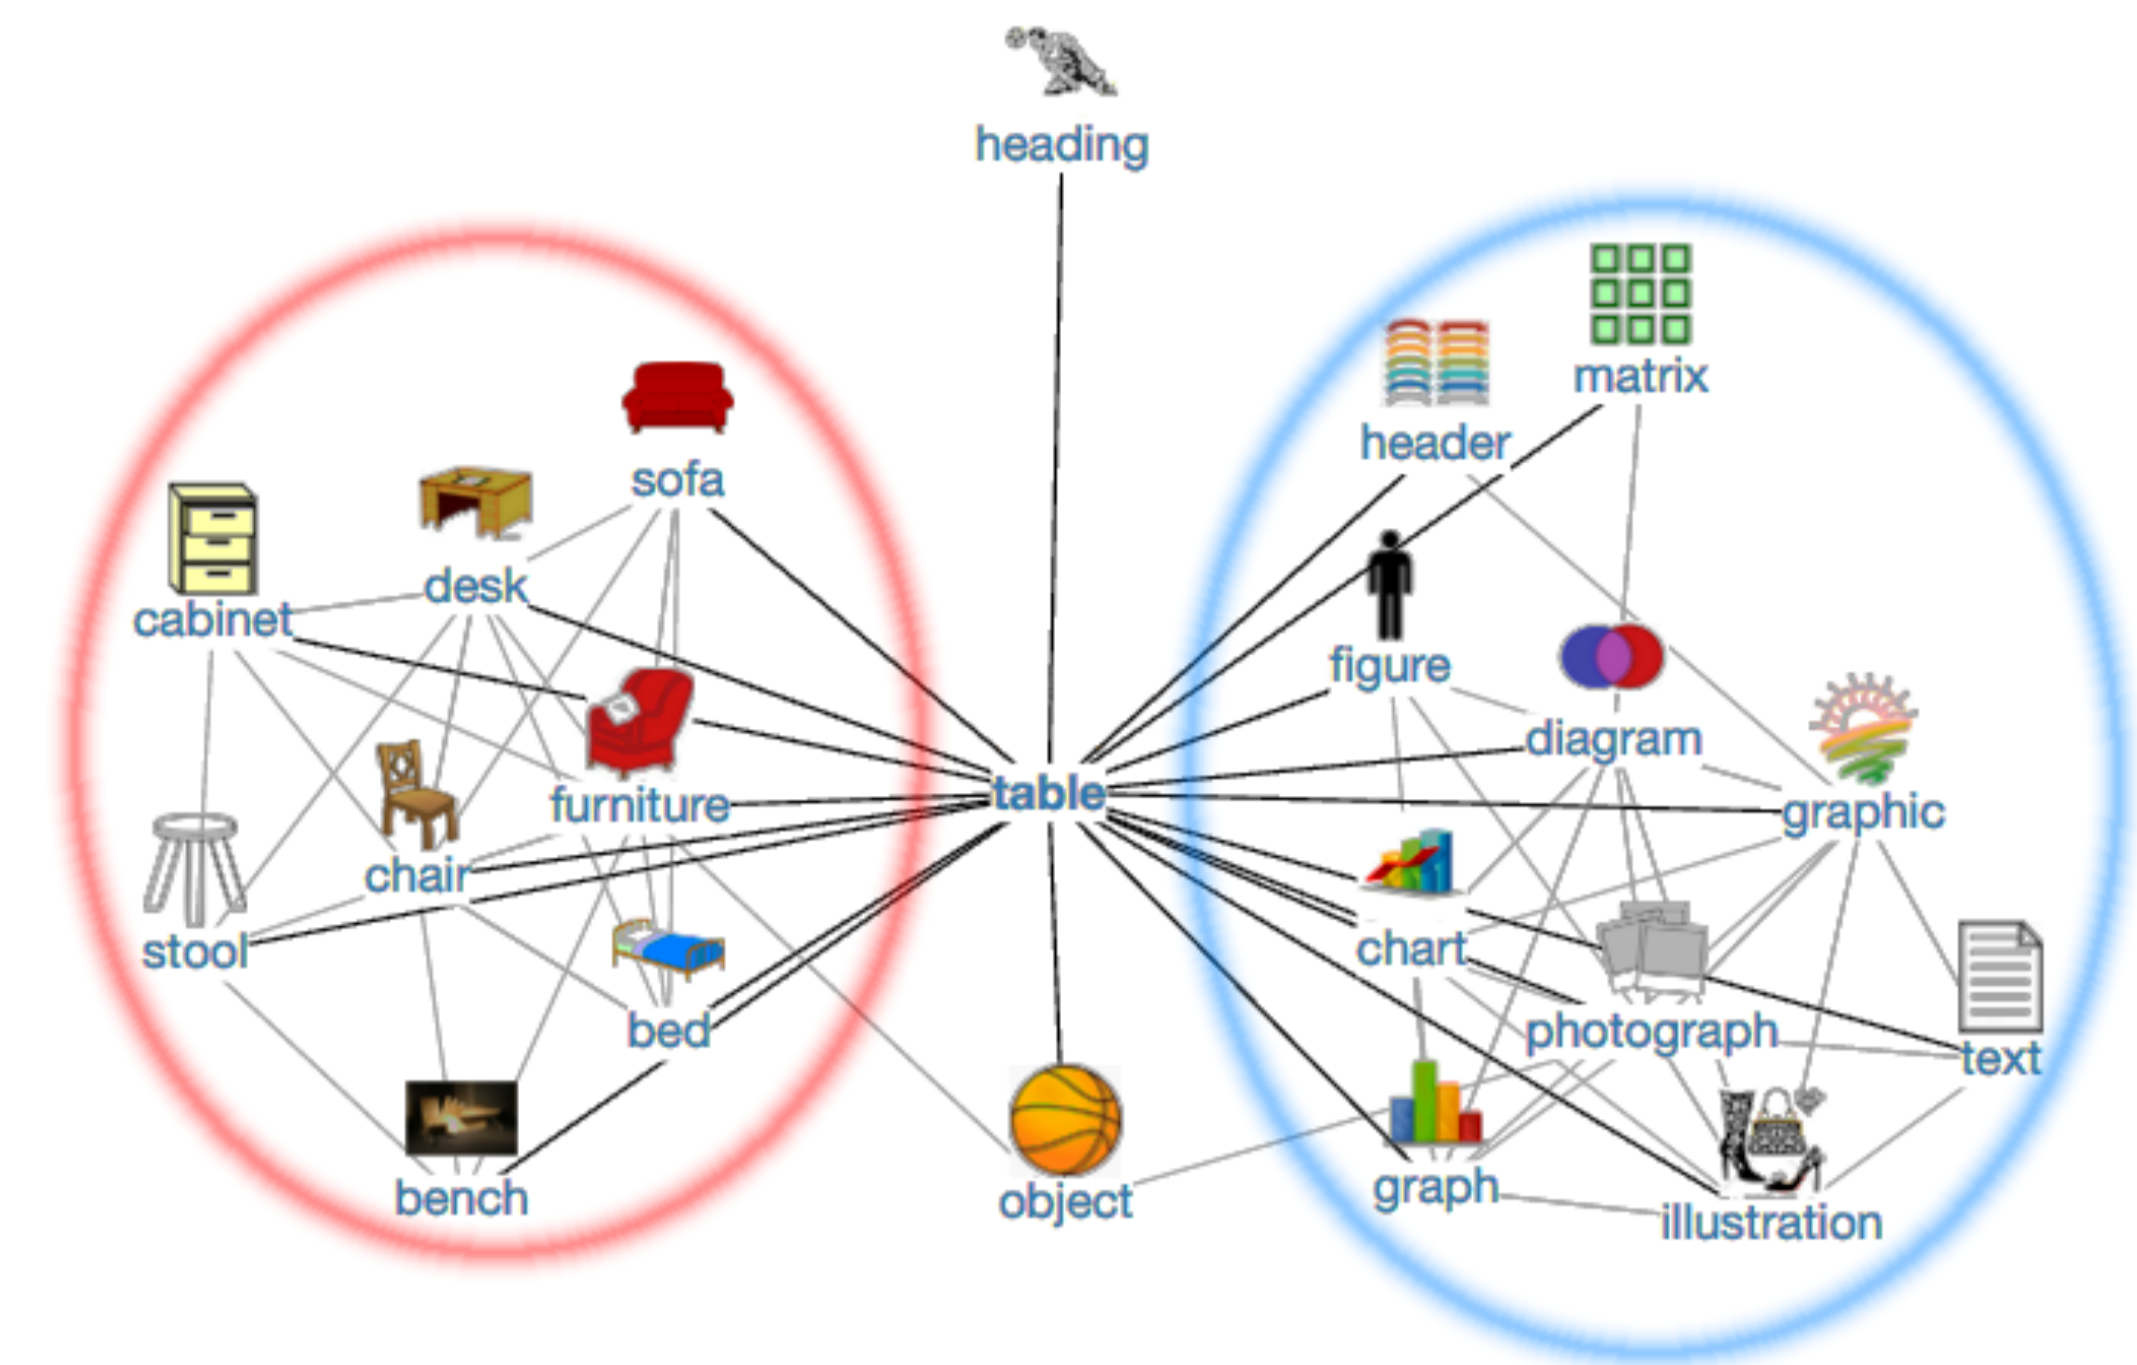 heading
matrix
header
sofa
desk
cabinet
figure
diagram
furniture
table
graphic
chair
stool
chart
bed
photograph
text
bench
object
graph
illustration